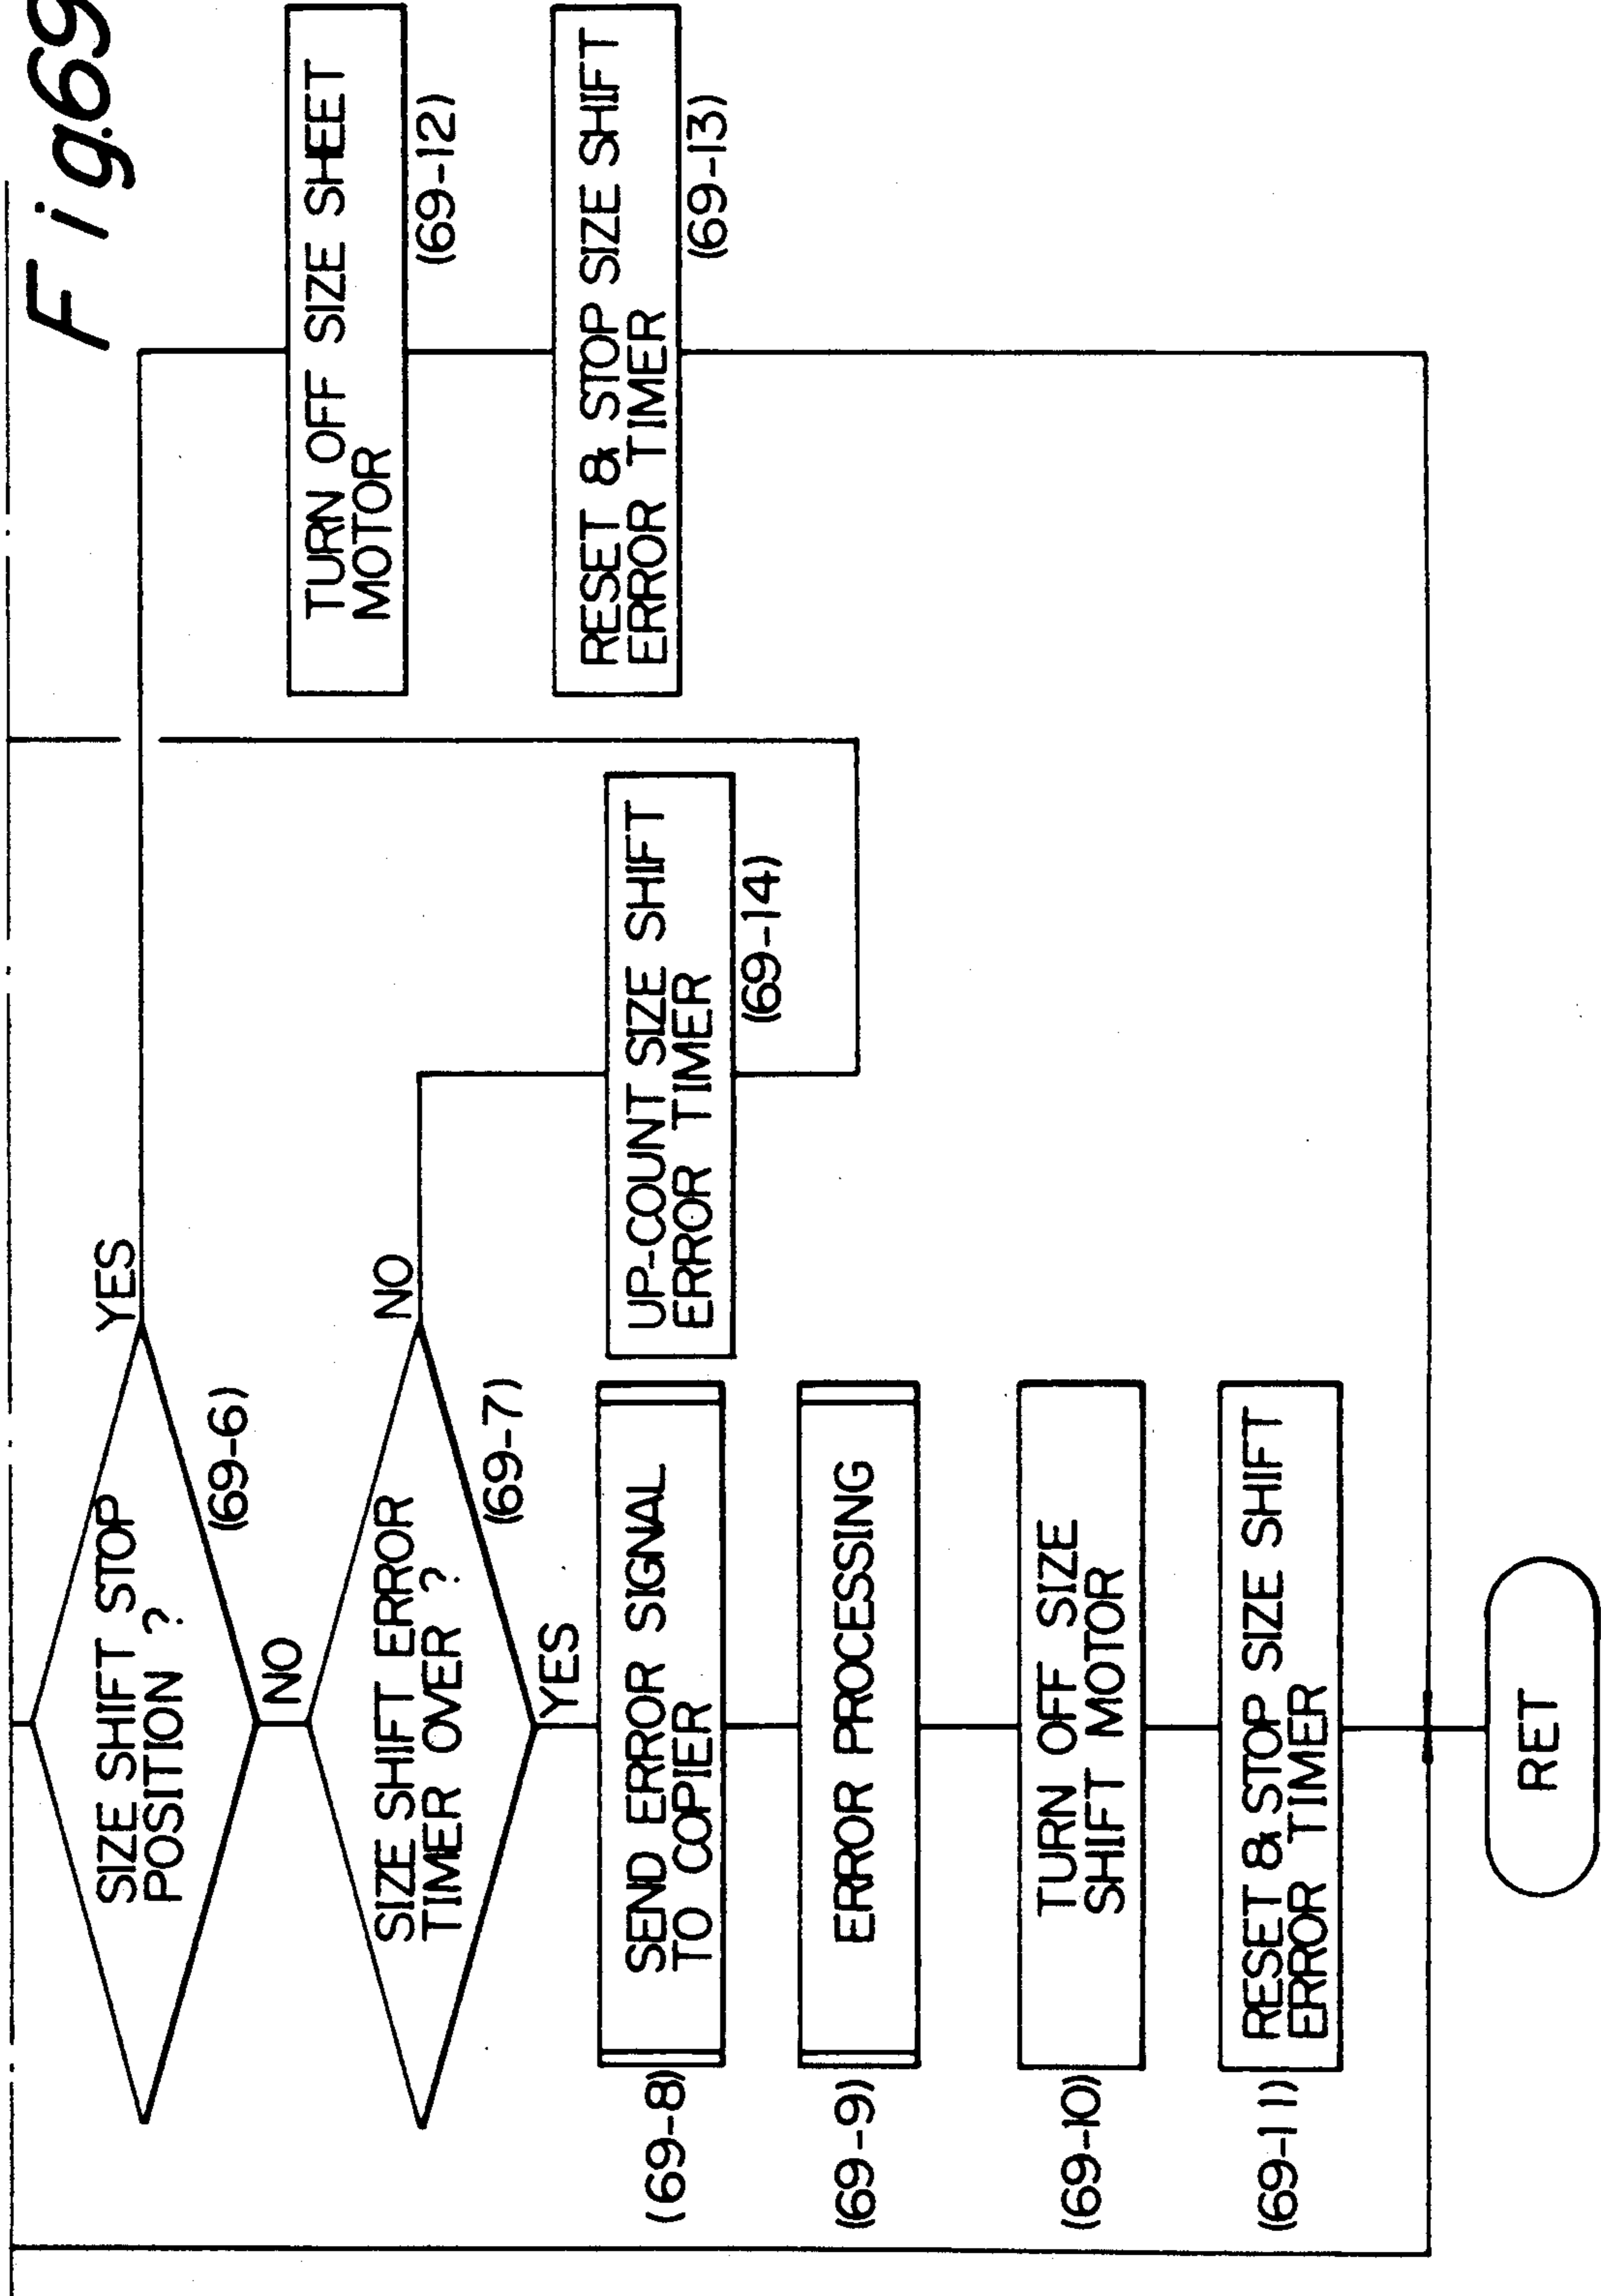 Fig.69
SIZE SHIFT STOP
POSITION ?
YES
(69-6)
NO
SIZE SHIFT ERROR
TIMER OVER ?
NO
(69-7)
YES
SEND ERROR SIGNAL
TO COPIER
(69-8)
ERROR PROCESSING
(69-9)
TURN OFF SIZE
SHIFT MOTOR
(69-10)
RESET & STOP SIZE SHIFT
ERROR TIMER
(69-11)
UP-COUNT SIZE SHIFT
ERROR TIMER
(69-14)
TURN OFF SIZE SHEET
MOTOR
(69-12)
RESET & STOP SIZE SHIFT
ERROR TIMER
(69-13)
RET